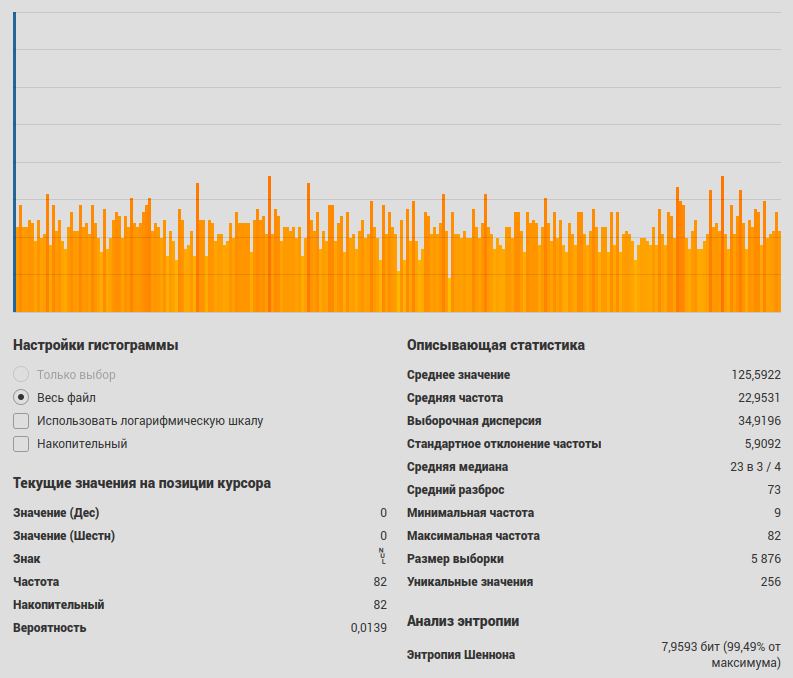 Настройки гистограммы
Только выбор
Весь файл
Использовать логарифмическую шкалу
Накопительный
Текущие значения на позиции курсора
Значение (Дес) 0
Значение (Шестн) 0
Знак NUL
Частота 82
Накопительный 82
Вероятность 0,0139
Описывающая статистика
Среднее значение 125,5922
Средняя частота 22,9531
Выборочная дисперсия 34,9196
Стандартное отклонение частоты 5,9092
Средняя медиана 23 в 3 / 4
Средний разброс 73
Минимальная частота 9
Максимальная частота 82
Размер выборки 5 876
Уникальные значения 256
Анализ энтропии
Энтропия Шеннона 7,9593 бит (99,49% от
максимума)